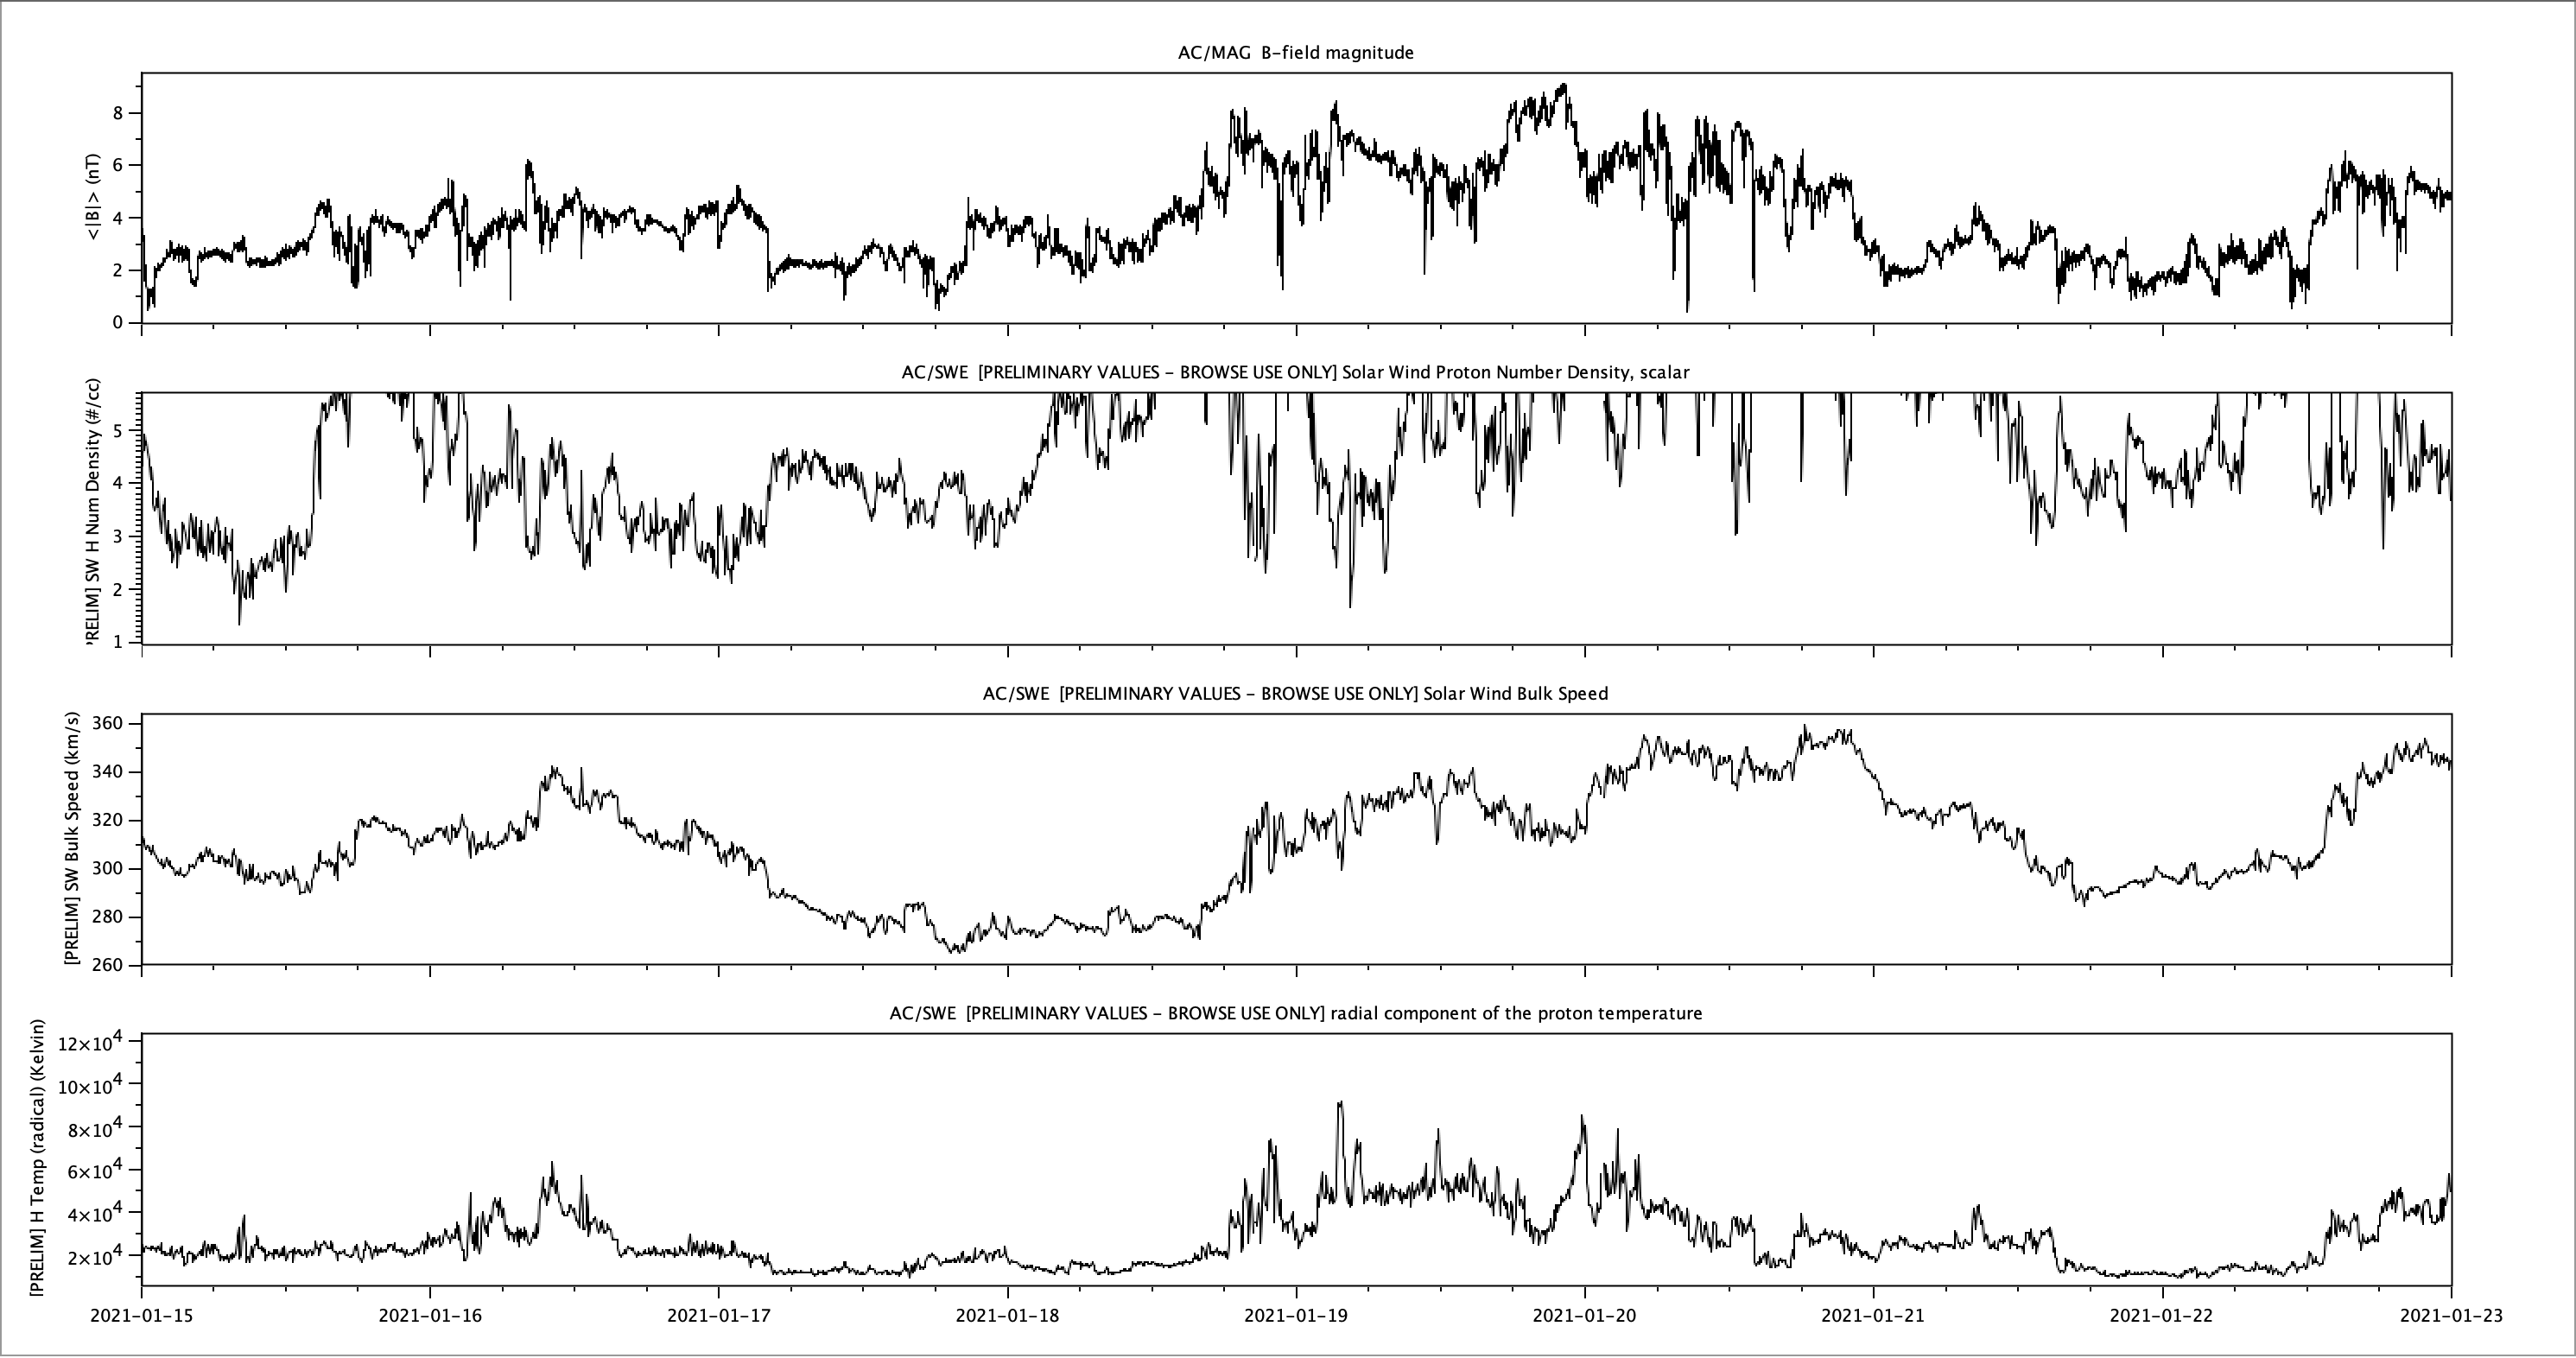 AC/MAG  B-field magnitude
<|B|> (nT)
8
6
4
2
0
AC/SWE  [PRELIMINARY VALUES - BROWSE USE ONLY] Solar Wind Proton Number Density, scalar
'RELIM] SW H Num Density (#/cc)
5
4
3
2
1
AC/SWE  [PRELIMINARY VALUES - BROWSE USE ONLY] Solar Wind Bulk Speed
[PRELIM] SW Bulk Speed (km/s)
360
340
320
300
280
260
AC/SWE  [PRELIMINARY VALUES - BROWSE USE ONLY] radial component of the proton temperature
[PRELIM] H Temp (radical) (Kelvin)
12×10⁴
10×10⁴
8×10⁴
6×10⁴
4×10⁴
2×10⁴
2021-01-15 2021-01-16 2021-01-17 2021-01-18 2021-01-19 2021-01-20 2021-01-21 2021-01-22 2021-01-23